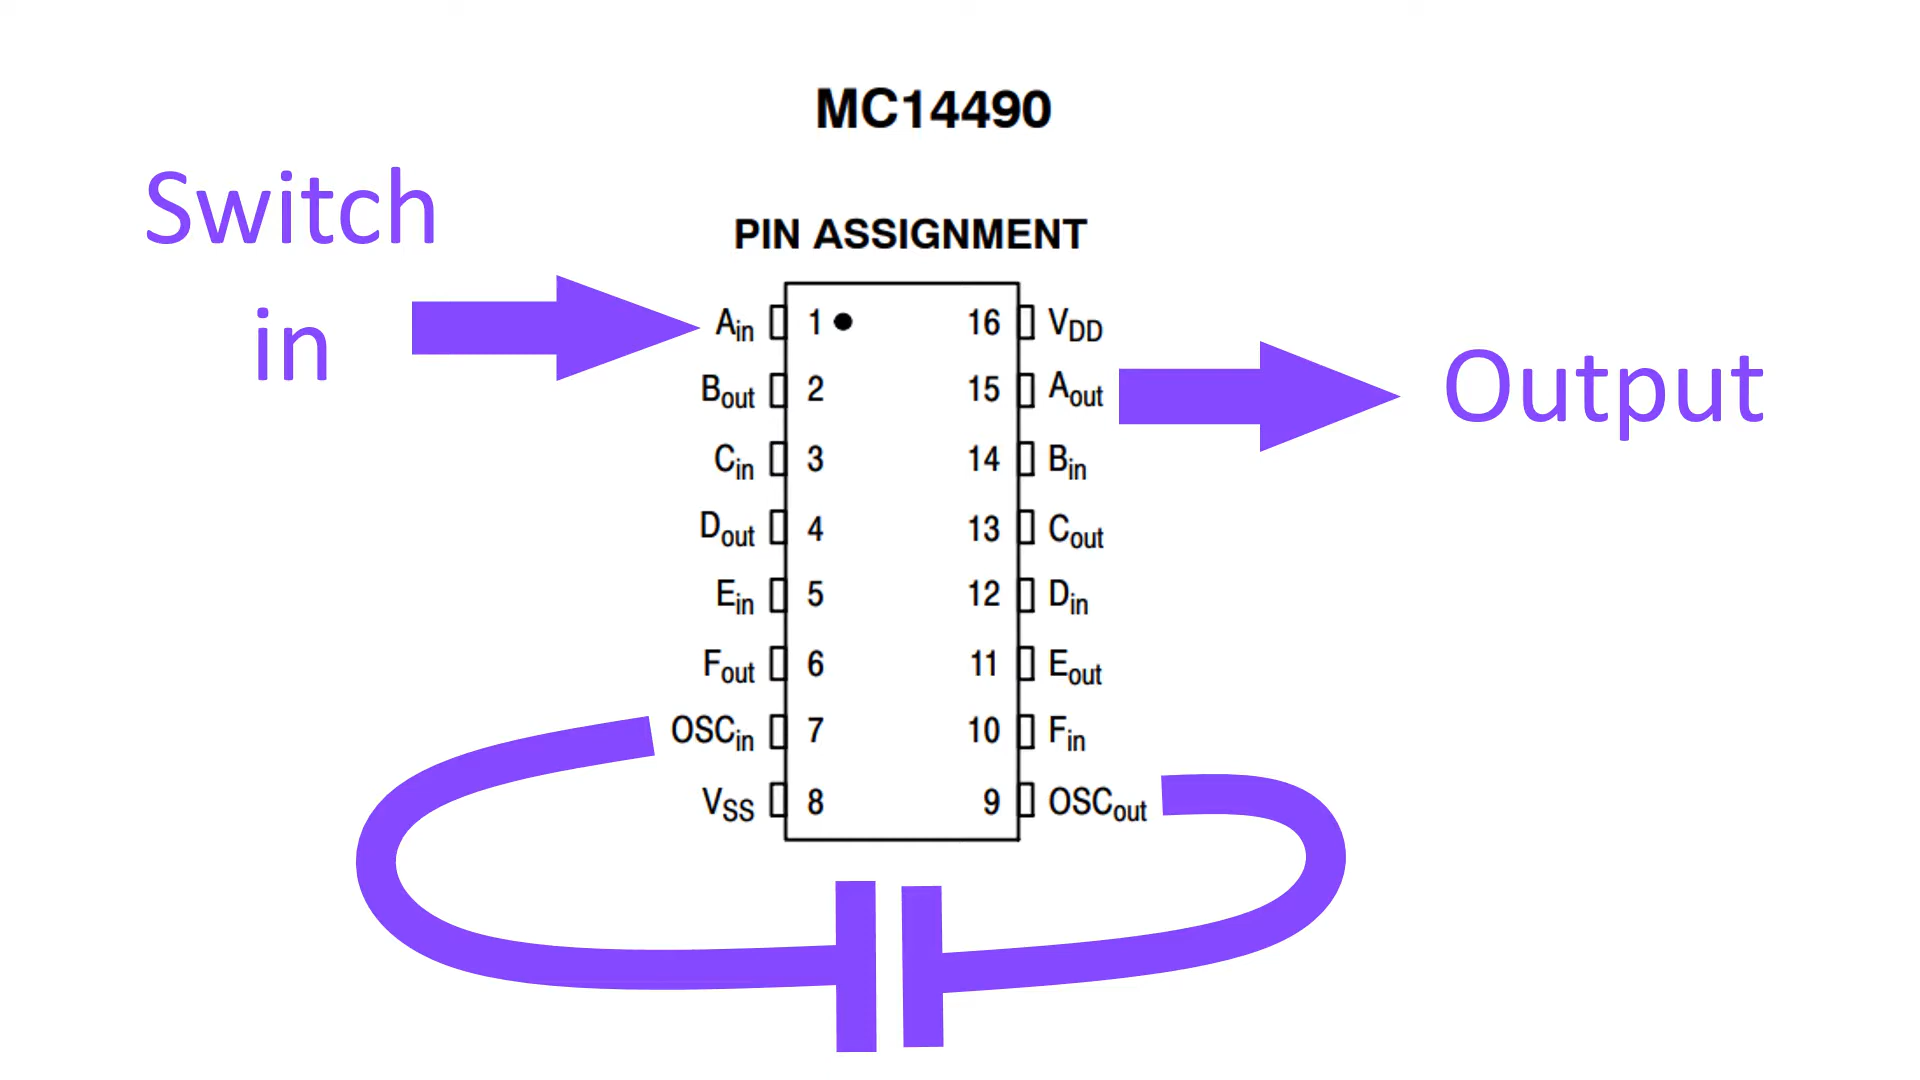 MC14490
Switch
in
PIN ASSIGNMENT
Ain 1 16 VDD
Bout 2 15 Aout
Output
Cin 3 14 Bin
Dout 4 13 Cout
Ein 5 12 Din
Fout 6 11 Eout
OSCin 7 10 Fin
VSS 8 9 OSCout